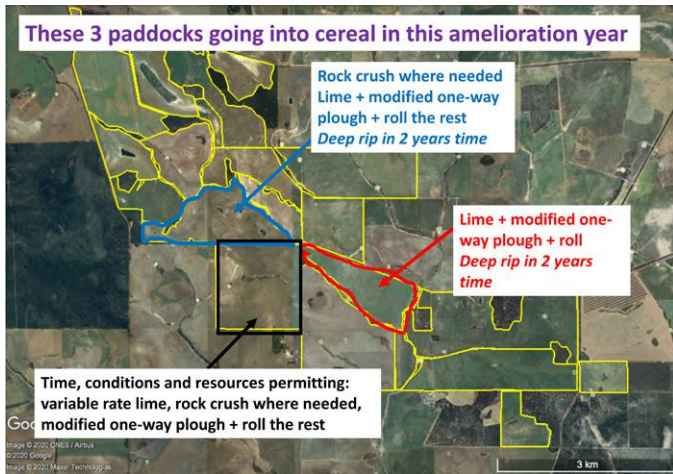 These 3 paddocks going into cereal in this amelioration year
Rock crush where needed
Lime + modified one-way
plough + roll the rest
Deep rip in 2 years time
Lime + modified one-
way plough + roll
Deep rip in 2 years
time
Time, conditions and resources permitting:
variable rate lime, rock crush where needed,
modified one-way plough + roll the rest
Goo
Image © 2020 CNES / Airbus
© 2020 Google
Image © 2020 Maxar Technologies
3 km